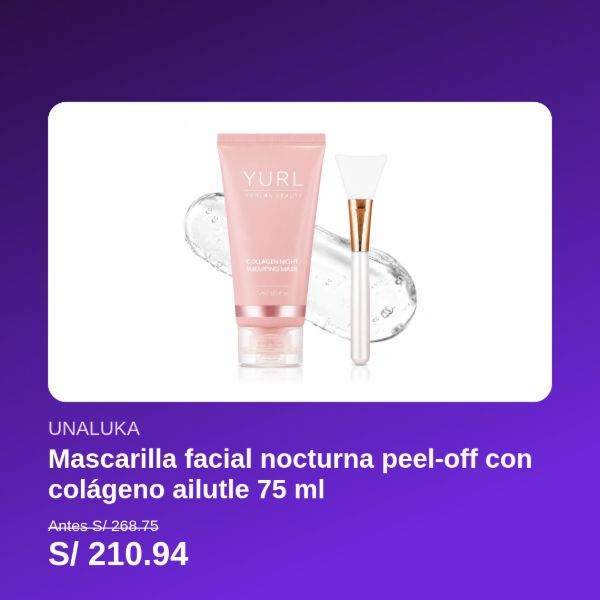 YURL
COLLAGEN NIGHT
WRAPPING MASK
UNALUKA
Mascarilla facial nocturna peel-off con
colágeno ailutle 75 ml
Antes S/ 268.75
S/ 210.94